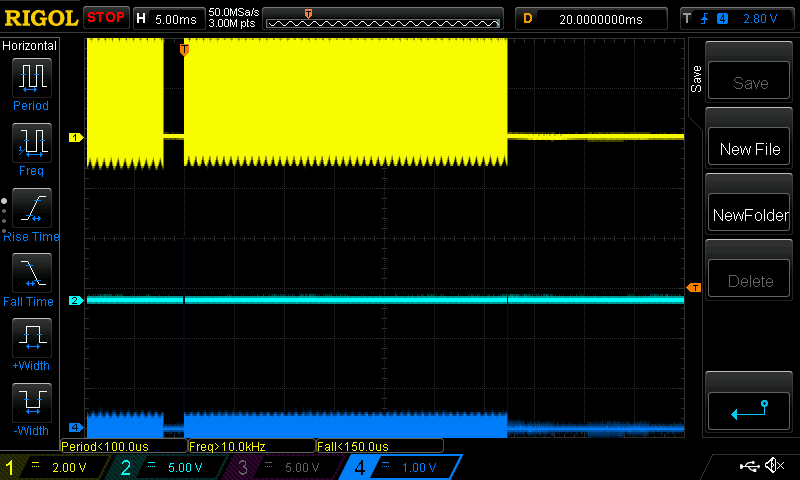 RIGOL STOP H 5.00ms 50.0MSa/s 3.00M pts T D 20.0000000ms T 4 2.80 V
Horizontal
Period
Freq
Rise Time
Fall Time
+Width
-Width
T
1
2
4
T
Save
Save
New File
NewFolder
Delete
Period<100.0us Freq>10.0kHz Fall<150.0us
1 2.00 V 2 5.00 V 3 5.00 V 4 1.00 V